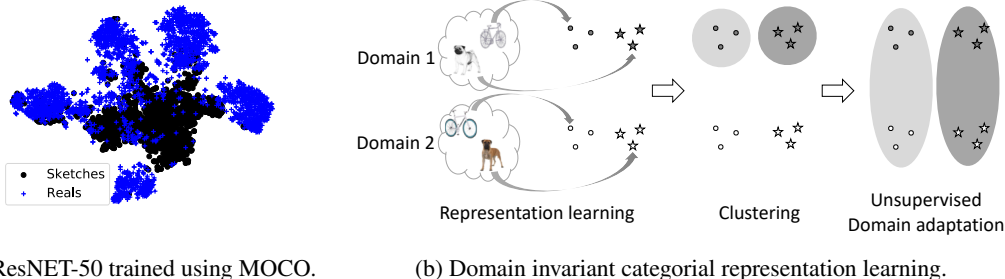 Sketches
Reals
ResNET-50 trained using MOCO.
Domain 1
Domain 2
Representation learning
Clustering
Unsupervised
Domain adaptation
(b) Domain invariant categorial representation learning.